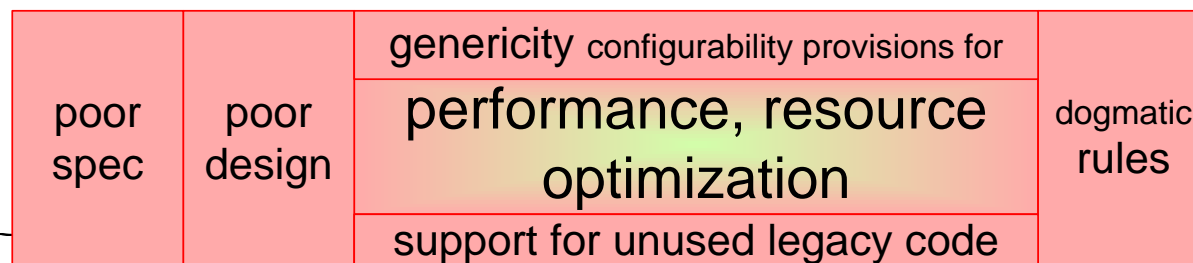 poor
spec
poor
design
genericity configurability provisions for
performance, resource
optimization
support for unused legacy code
dogmatic
rules